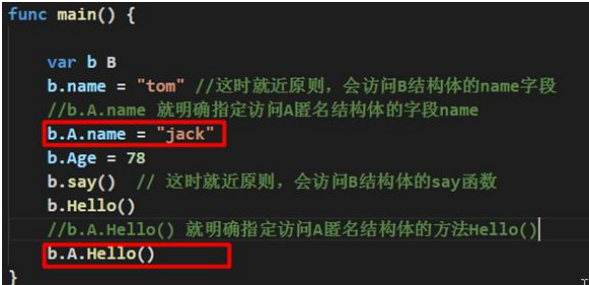 func main() {
var b B
b.name = "tom" //这时就近原则，会访问B结构体的name字段
//b.A.name 就明确指定访问A匿名结构体的字段name
b.A.name = "jack"
b.Age = 78
b.say() // 这时就近原则，会访问B结构体的say函数
b.Hello()
//b.A.Hello() 就明确指定访问A匿名结构体的方法Hello()
b.A.Hello()
}